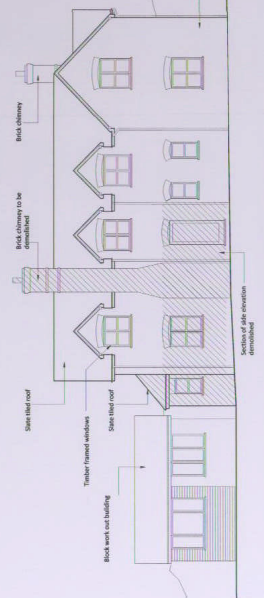 Block work out building
Slate tiled roof
Timber framed windows
Slate tiled roof
Brick chimney to be
demolished
Brick chimney
Section of side elevation
demolished